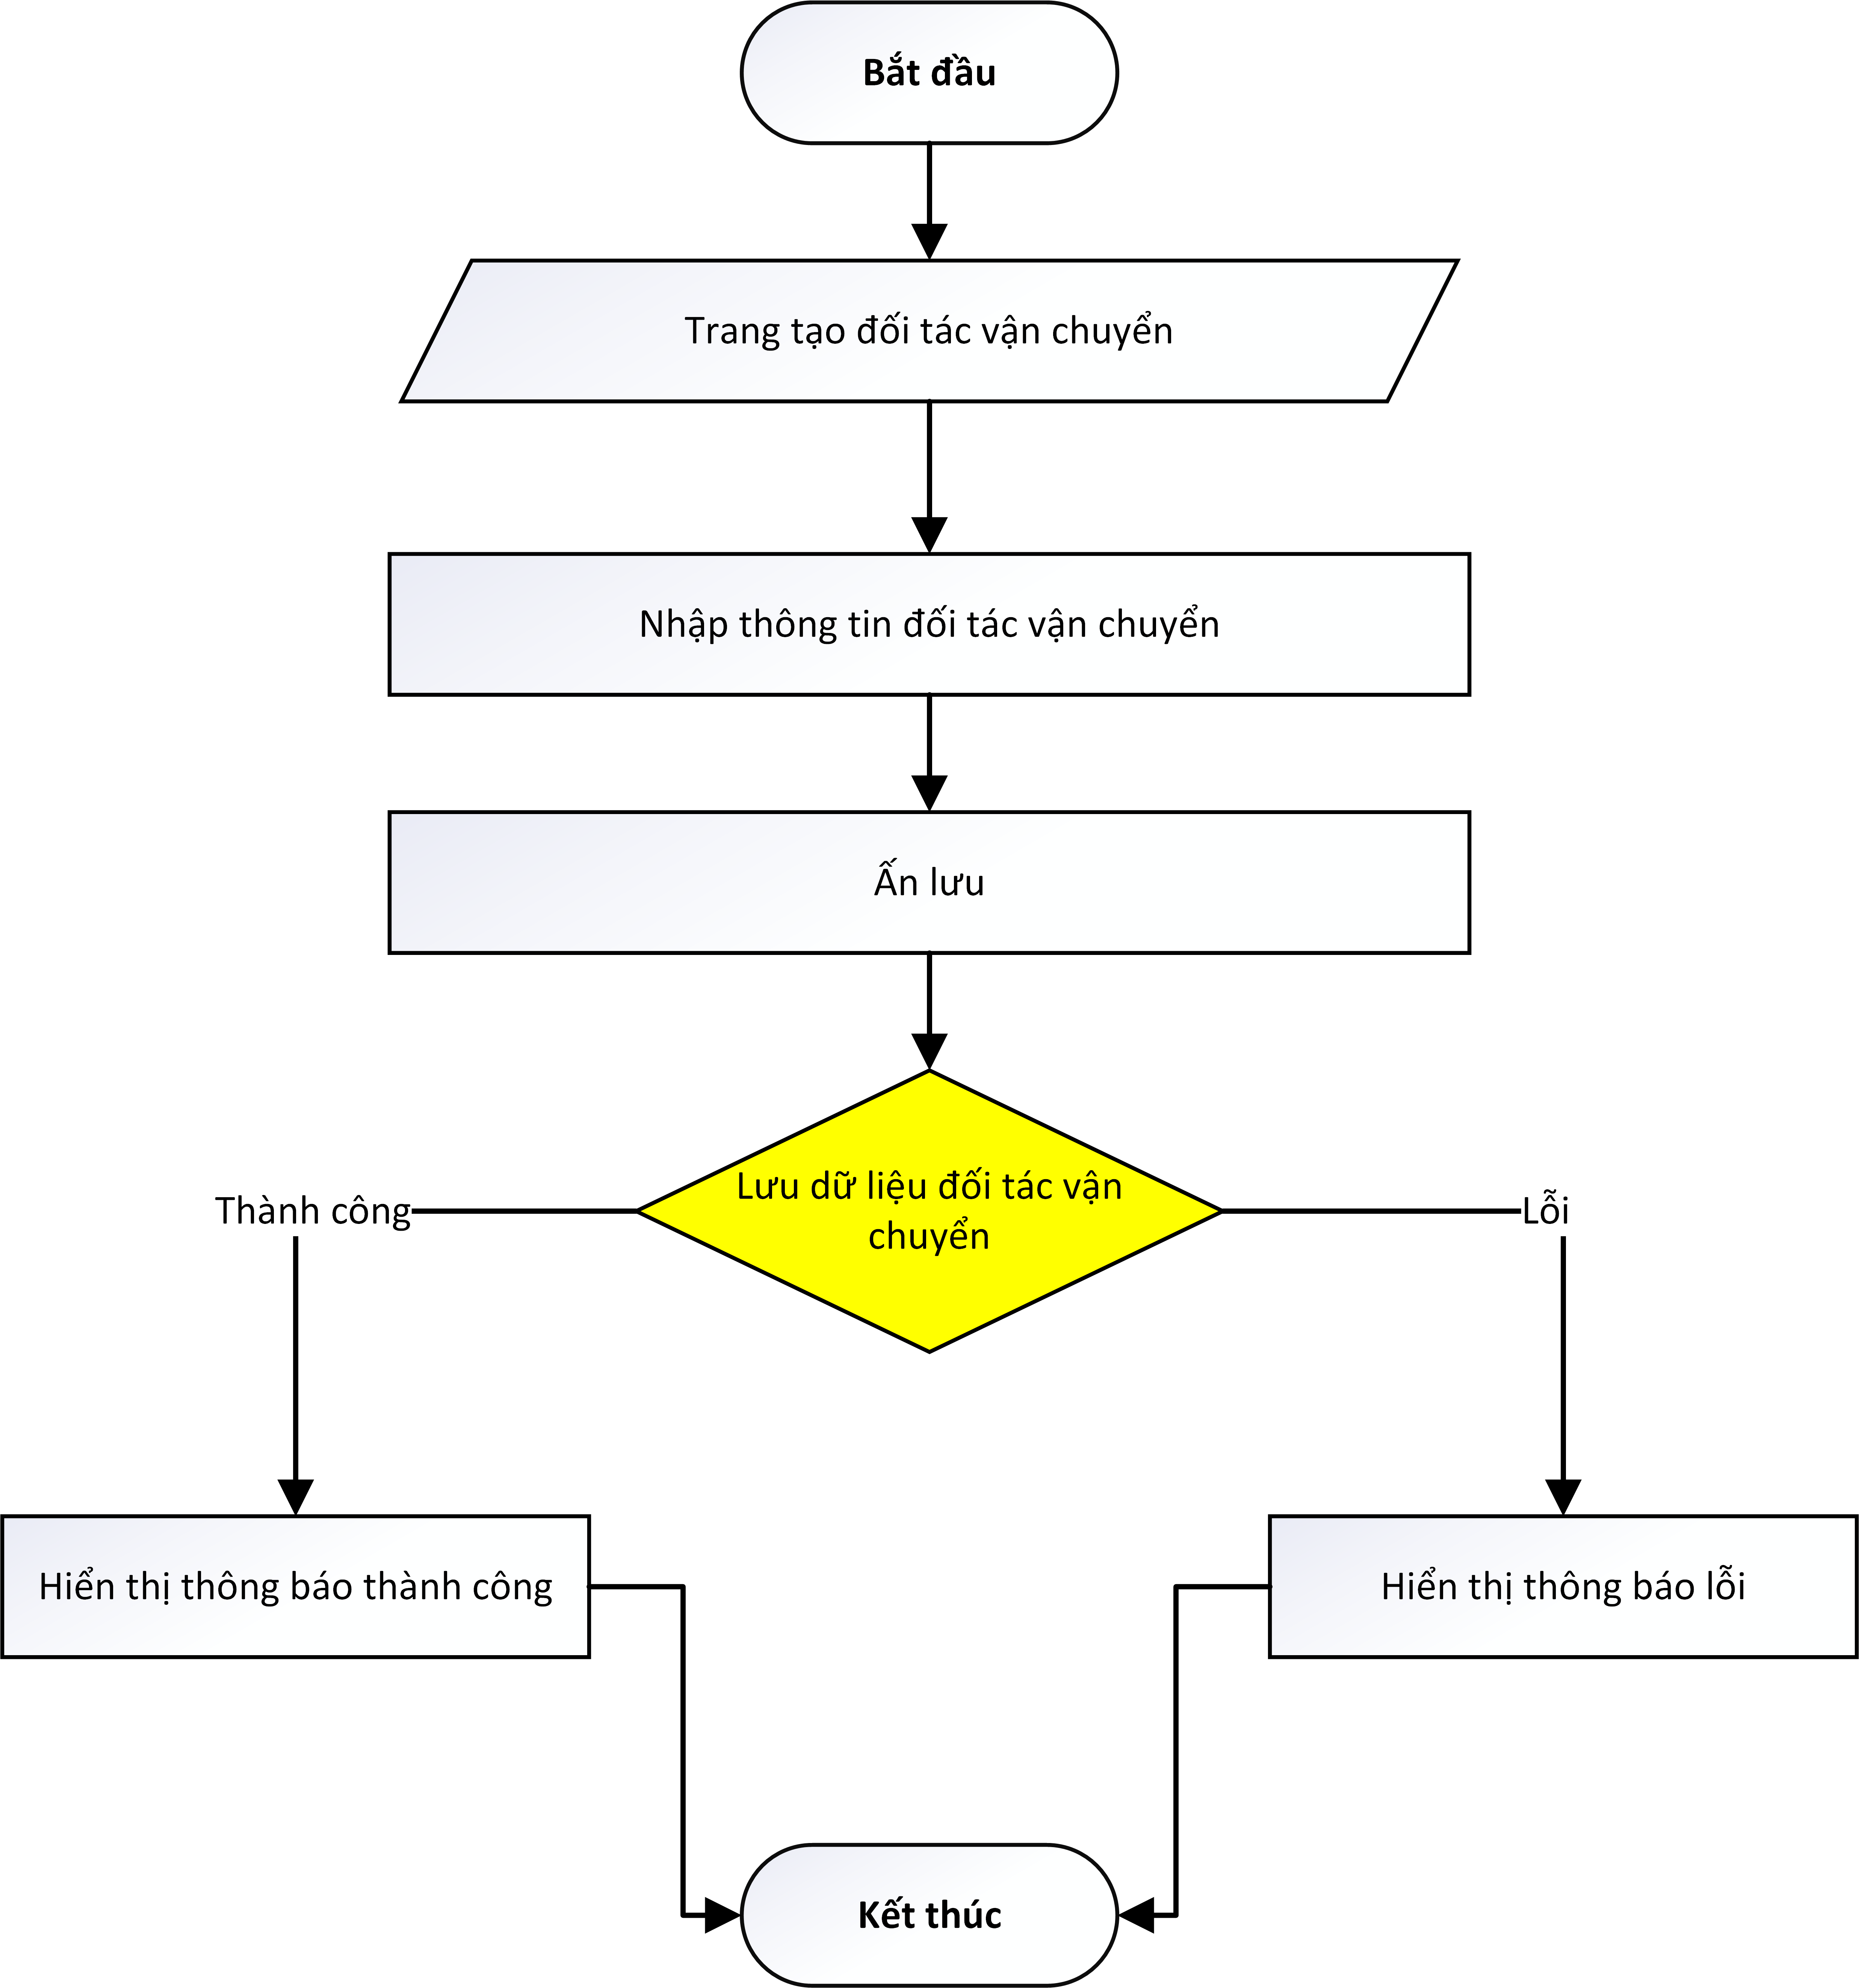 Bắt đầu
Trang tạo đối tác vận chuyển
Nhập thông tin đối tác vận chuyển
Ấn lưu
Lưu dữ liệu đối tác vận
chuyển
Thành công
Lỗi
Hiển thị thông báo thành công
Hiển thị thông báo lỗi
Kết thúc